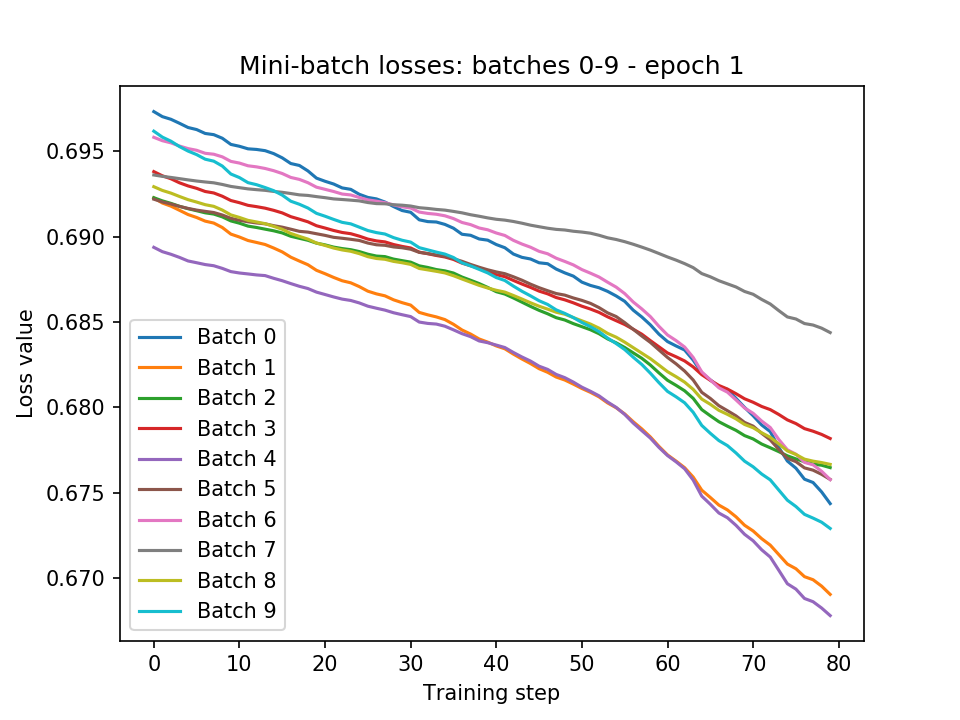 Mini-batch losses: batches 0-9 - epoch 1
0.695
0.690
0.685
0.680
0.675
0.670
Loss value
Batch 0
Batch 1
Batch 2
Batch 3
Batch 4
Batch 5
Batch 6
Batch 7
Batch 8
Batch 9
0 10 20 30 40 50 60 70 80
Training step